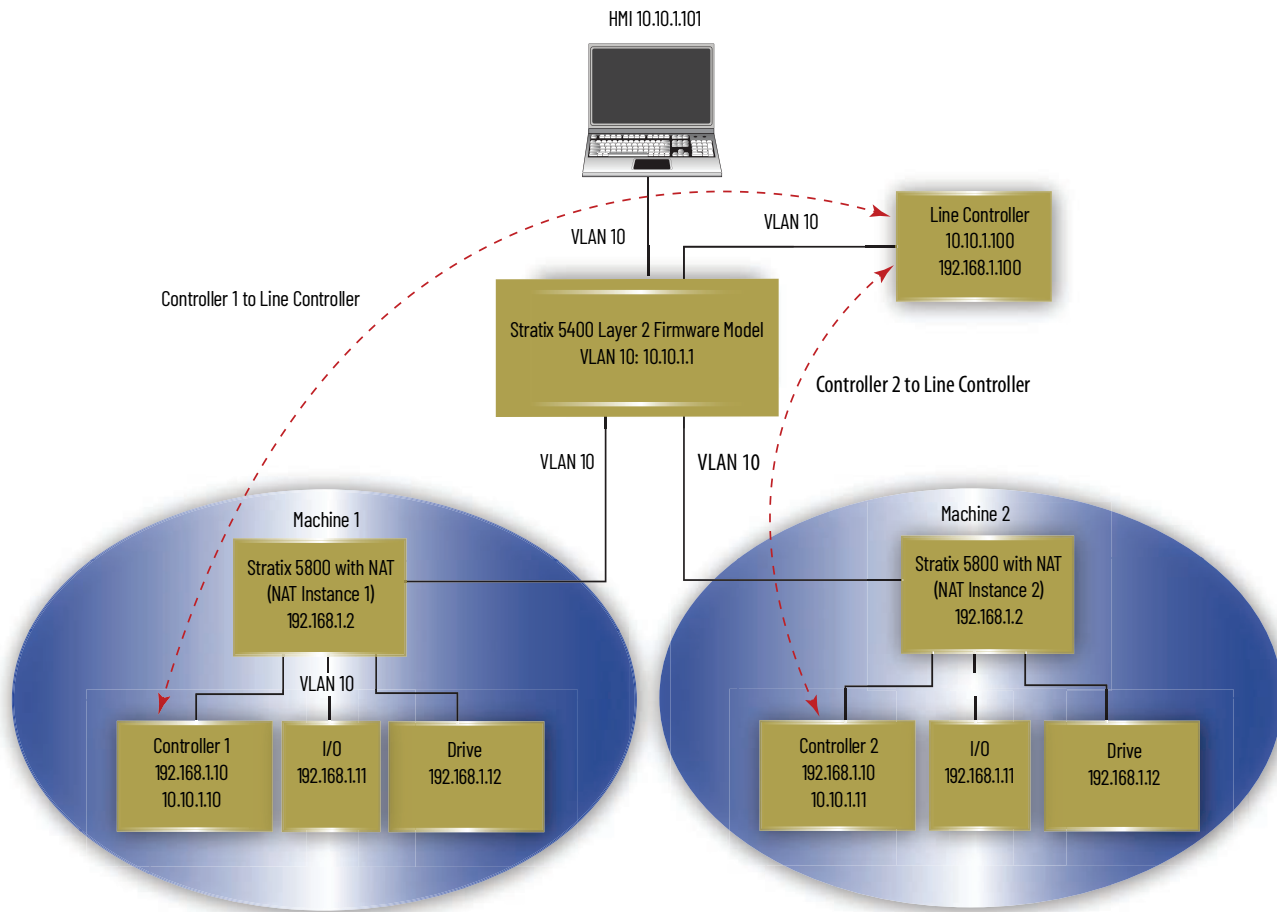 HMI 10.10.1.101
VLAN 10
VLAN 10
Line Controller
10.10.1.100
192.168.1.100
Controller 1 to Line Controller
Stratix 5400 Layer 2 Firmware Model
VLAN 10: 10.10.1.1
Controller 2 to Line Controller
VLAN 10
VLAN 10
Machine 1
Stratix 5800 with NAT
(NAT Instance 1)
192.168.1.2
VLAN 10
Controller 1
192.168.1.10
10.10.1.10
I/O
192.168.1.11
Drive
192.168.1.12
Machine 2
Stratix 5800 with NAT
(NAT Instance 2)
192.168.1.2
Controller 2
192.168.1.10
10.10.1.11
I/O
192.168.1.11
Drive
192.168.1.12